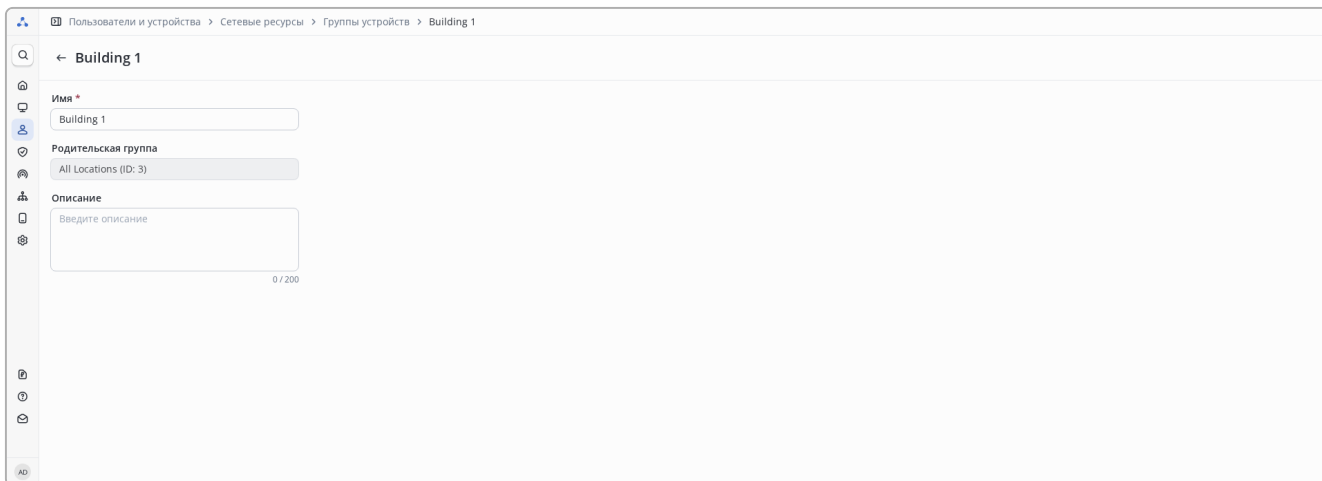 Пользователи и устройства > Сетевые ресурсы > Группы устройств > Building 1
← Building 1
Имя *
Building 1
Родительская группа
All Locations (ID: 3)
Описание
Введите описание
0 / 200
AD